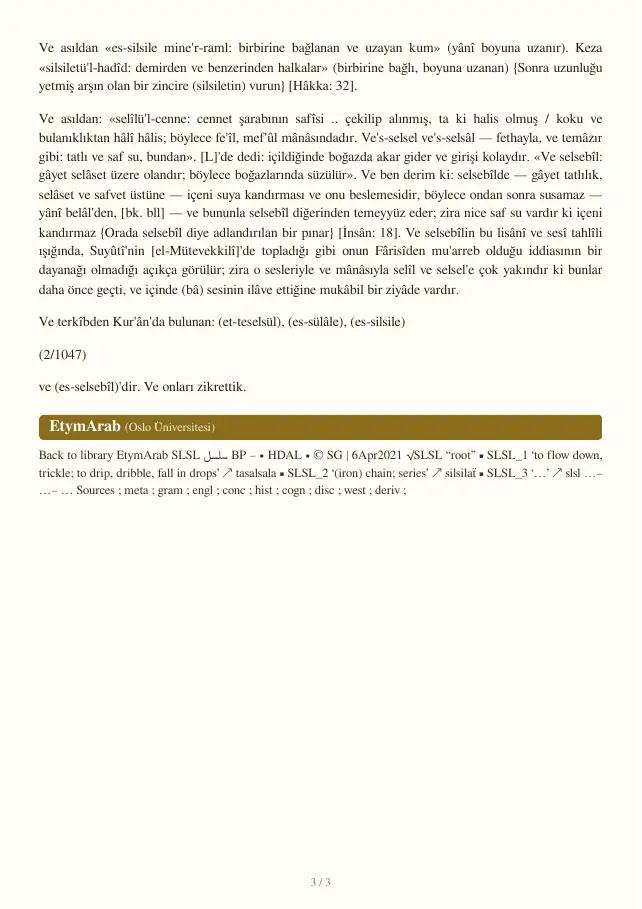 Ve asıldan «es-silsile mine'r-raml: birbirine bağlanan ve uzayan kum» (yânî boyuna uzanır). Keza
«silsiletü'l-hadîd: demirden ve benzerinden halkalar» (birbirine bağlı, boyuna uzanan) {Sonra uzunluğu
yetmiş arşın olan bir zincire (silsiletin) vurun} [Hâkka: 32].
Ve asıldan: «selîlü'l-cenne: cennet şarabının safîsi .. çekilip alınmış, ta ki halis olmuş / koku ve
bulanıklıktan hâlî hâlis; böylece fe'îl, mef'ûl mânâsındadır. Ve's-selsel ve's-selsâl — fethayla, ve temâzır
gibi: tatlı ve saf su, bundan». [L]'de dedi: içildiğinde boğazda akar gider ve girişi kolaydır. «Ve selsebîl:
gâyet selâset üzere olandır; böylece boğazlarında süzülür». Ve ben derim ki: selsebîlde — gâyet tatlılık,
selâset ve safvet üstüne — içeni suya kandırması ve onu beslemesidir, böylece ondan sonra susamaz —
yânî belâl'den, [bk. bll] — ve bununla selsebîl diğerinden temeyyüz eder; zira nice saf su vardır ki içeni
kandırmaz {Orada selsebîl diye adlandırılan bir pınar} [İnsân: 18]. Ve selsebîlin bu lisânî ve sesî tahlîli
ışığında, Suyûtî'nin [el-Mütevekkilî]'de topladığı gibi onun Fârisîden mu'arreb olduğu iddiasının bir
dayanağı olmadığı açıkça görülür; zira o sesleriyle ve mânâsıyla selîl ve selsel'e çok yakındır ki bunlar
daha önce geçti, ve içinde (bâ) sesinin ilâve ettiğine mukâbil bir ziyâde vardır.
Ve terkîbden Kur'ân'da bulunan: (et-teselsül), (es-sülâle), (es-silsile)
(2/1047)
ve (es-selsebîl)'dir. Ve onları zikrettik.
EtymArab (Oslo Üniversitesi)
Back to library EtymArab SLSL سلسل BP – • HDAL • © SG | 6Apr2021 √SLSL “root” ▪ SLSL_1 ‘to flow down,
trickle; to drip, dribble, fall in drops’ ↗ tasalsala ▪ SLSL_2 ‘(iron) chain; series’ ↗ silsilaẗ ▪ SLSL_3 ‘…’ ↗ slsl …–
…– … Sources ; meta ; gram ; engl ; conc ; hist ; cogn ; disc ; west ; deriv ;
3 / 3